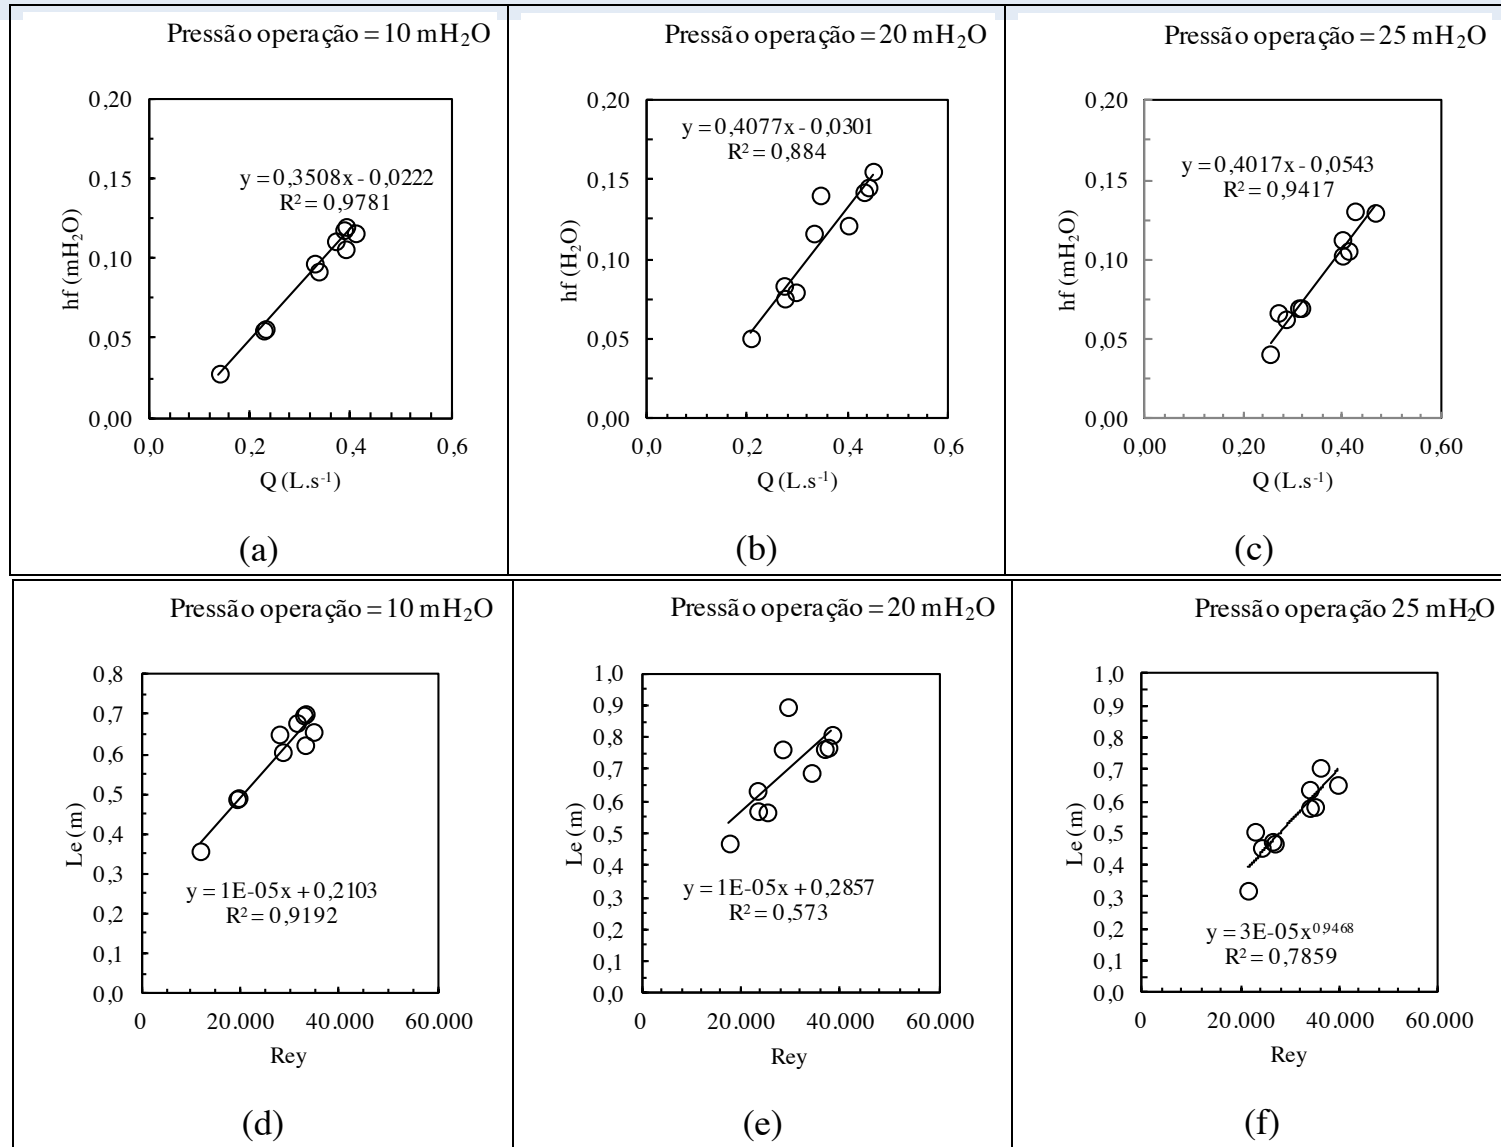 Pressão operação = 10 mH₂O
0,20
y = 0,3508x - 0,0222
R² = 0,9781
0,15
0,10
0,05
0,00
hf (mH₂O)
0,0 0,2 0,4 0,6
Q (L.s⁻¹)
(a)
Pressão operação = 20 mH₂O
0,20
y = 0,4077x - 0,0301
R² = 0,884
0,15
0,10
0,05
0,00
hf (H₂O)
0,0 0,2 0,4 0,6
Q (L.s⁻¹)
(b)
Pressão operação = 25 mH₂O
0,20
y = 0,4017x - 0,0543
R² = 0,9417
0,15
0,10
0,05
0,00
hf (mH₂O)
0,00 0,20 0,40 0,60
Q (L.s⁻¹)
(c)
Pressão operação = 10 mH₂O
0,8
0,7
0,6
0,5
0,4
0,3
0,2
0,1
0,0
Le (m)
y = 1E-05x + 0,2103
R² = 0,9192
0 20.000 40.000 60.000
Rey
(d)
Pressão operação = 20 mH₂O
1,0
0,9
0,8
0,7
0,6
0,5
0,4
0,3
0,2
0,1
0,0
Le (m)
y = 1E-05x + 0,2857
R² = 0,573
0 20.000 40.000 60.000
Rey
(e)
Pressão operação 25 mH₂O
1,0
0,9
0,8
0,7
0,6
0,5
0,4
0,3
0,2
0,1
0,0
Le (m)
y = 3E-05x⁰,⁹⁴⁶⁸
R² = 0,7859
0 20.000 40.000 60.000
Rey
(f)